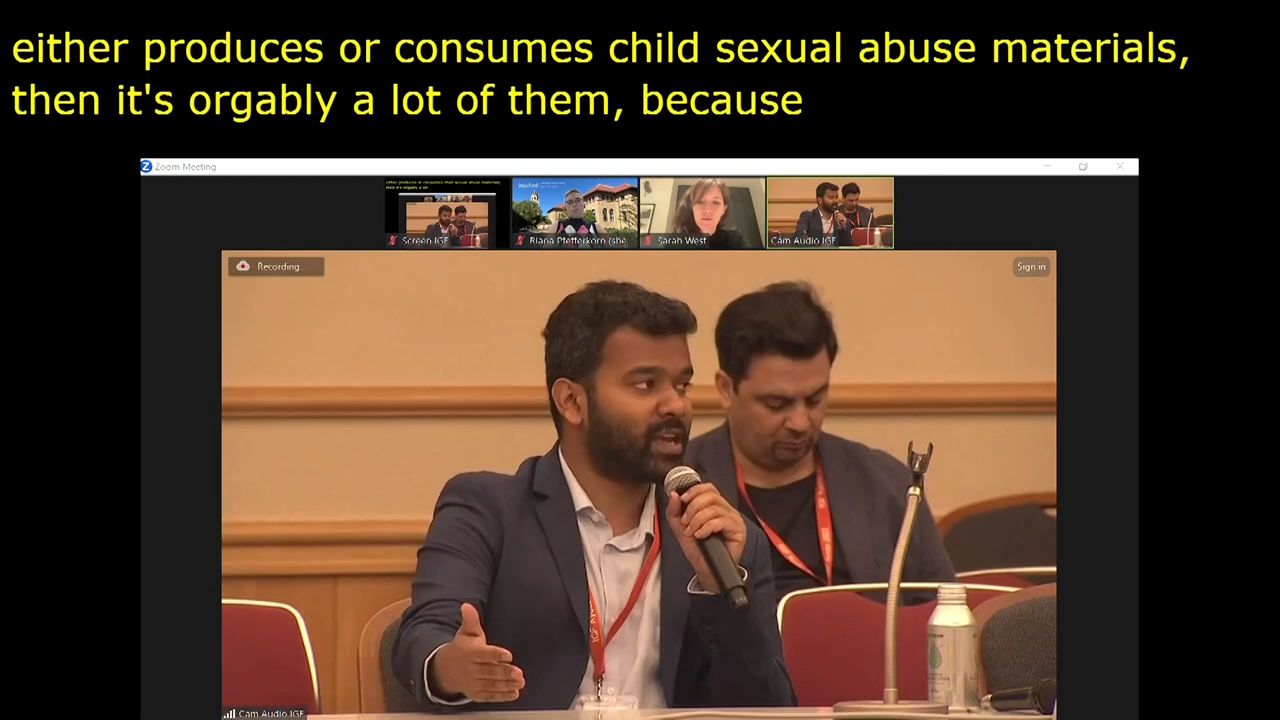 either produces or consumes child sexual abuse materials,
then it's orgably a lot of them, because
Zoom Meeting
Screen IGF
Riana Pfefferkorn (she
Sarah West
Cam Audio IGF
Recording...
Sign in
Cam Audio IGF